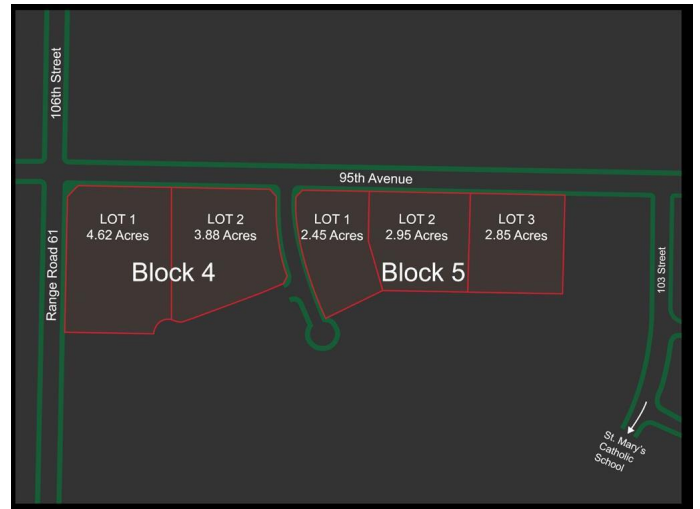 106th Street
95th Avenue
LOT 1
4.62 Acres
LOT 2
3.88 Acres
Block 4
LOT 1
2.45 Acres
LOT 2
2.95 Acres
LOT 3
2.85 Acres
Block 5
Range Road 61
103 Street
St. Mary's
Catholic
School